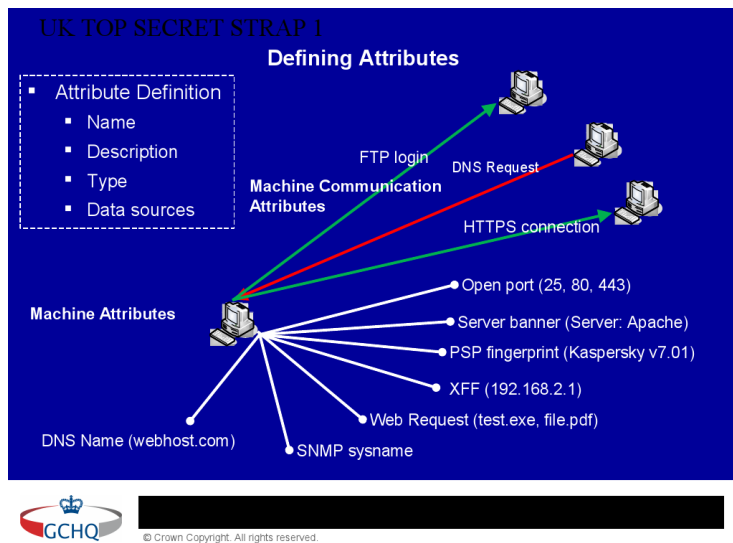 UK TOP SECRET STRAP 1
Defining Attributes
▪ Attribute Definition
▪ Name
▪ Description
▪ Type
▪ Data sources
FTP login
DNS Request
Machine Communication
Attributes
HTTPS connection
Open port (25, 80, 443)
Machine Attributes
Server banner (Server: Apache)
PSP fingerprint (Kaspersky v7.01)
XFF (192.168.2.1)
Web Request (test.exe, file.pdf)
DNS Name (webhost.com)
SNMP sysname
GCHQ
© Crown Copyright. All rights reserved.